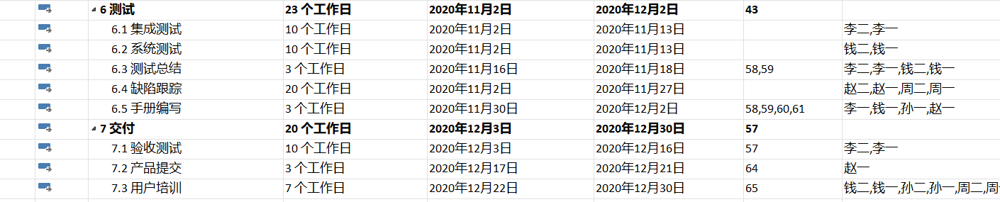 6 测试 23 个工作日 2020年11月2日 2020年12月2日 43
6.1 集成测试 10 个工作日 2020年11月2日 2020年11月13日 李二,李一
6.2 系统测试 10 个工作日 2020年11月2日 2020年11月13日 钱二,钱一
6.3 测试总结 3 个工作日 2020年11月16日 2020年11月18日 58,59 李二,李一,钱二,钱一
6.4 缺陷跟踪 20 个工作日 2020年11月2日 2020年11月27日 赵二,赵一,周二,周一
6.5 手册编写 3 个工作日 2020年11月30日 2020年12月2日 58,59,60,61 李一,钱一,孙一,赵一
7 交付 20 个工作日 2020年12月3日 2020年12月30日 57
7.1 验收测试 10 个工作日 2020年12月3日 2020年12月16日 57 李二,李一
7.2 产品提交 3 个工作日 2020年12月17日 2020年12月21日 64 赵一
7.3 用户培训 7 个工作日 2020年12月22日 2020年12月30日 65 钱二,钱一,孙二,孙一,周二,周